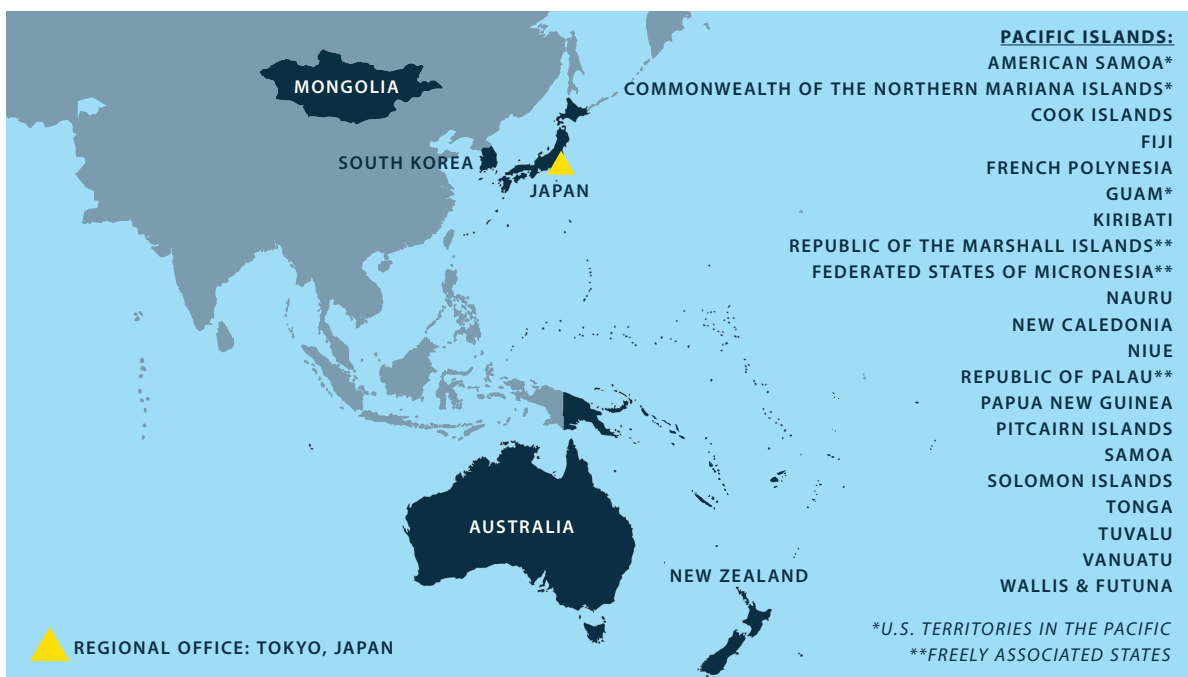 MONGOLIA
SOUTH KOREA
JAPAN
AUSTRALIA
NEW ZEALAND
REGIONAL OFFICE: TOKYO, JAPAN
PACIFIC ISLANDS:
AMERICAN SAMOA*
COMMONWEALTH OF THE NORTHERN MARIANA ISLANDS*
COOK ISLANDS
FIJI
FRENCH POLYNESIA
GUAM*
KIRIBATI
REPUBLIC OF THE MARSHALL ISLANDS**
FEDERATED STATES OF MICRONESIA**
NAURU
NEW CALEDONIA
NIUE
REPUBLIC OF PALAU**
PAPUA NEW GUINEA
PITCAIRN ISLANDS
SAMOA
SOLOMON ISLANDS
TONGA
TUVALU
VANUATU
WALLIS & FUTUNA
*U.S. TERRITORIES IN THE PACIFIC
**FREELY ASSOCIATED STATES